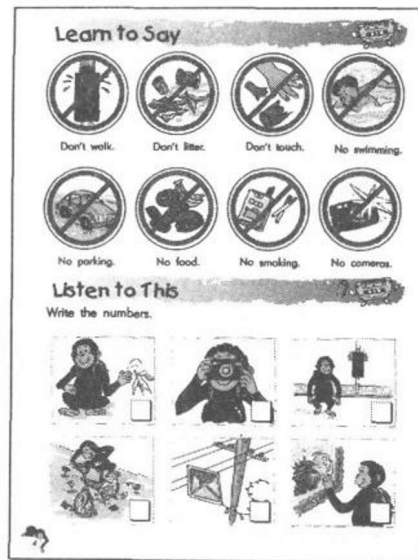 Learn to Say
Don't walk. Don't litter. Don't touch. No swimming.
No parking. No food. No smoking. No cameras.
Listen to This
Write the numbers.